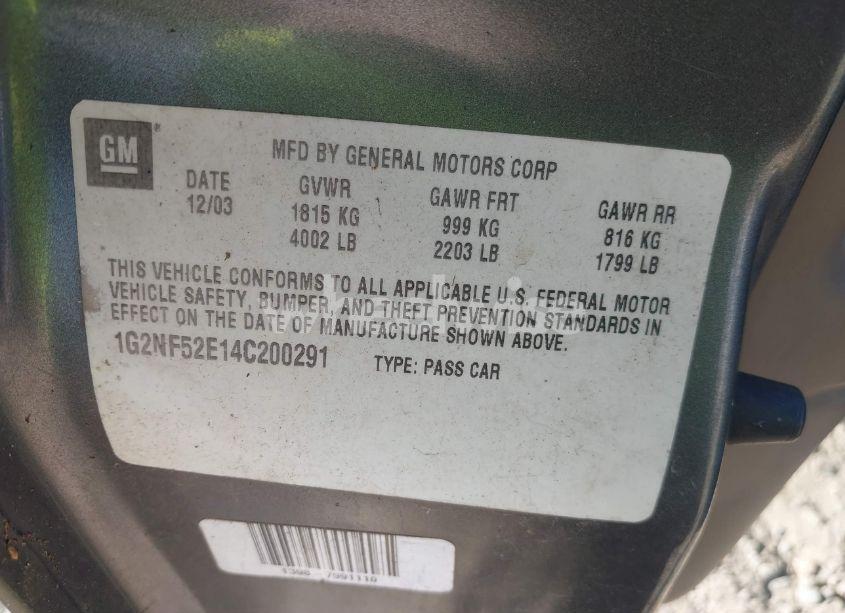 GM
MFD BY GENERAL MOTORS CORP
DATE GVWR GAWR FRT GAWR RR
12/03 1815 KG 999 KG 816 KG
4002 LB 2203 LB 1799 LB
THIS VEHICLE CONFORMS TO ALL APPLICABLE U.S. FEDERAL MOTOR
VEHICLE SAFETY, BUMPER, AND THEFT PREVENTION STANDARDS IN
EFFECT ON THE DATE OF MANUFACTURE SHOWN ABOVE.
1G2NF52E14C200291 TYPE: PASS CAR
7991110